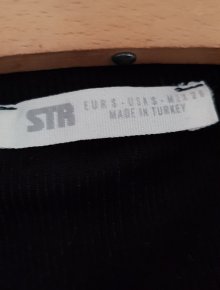 STR
EUR S - USA S - MEX 26
MADE IN TURKEY